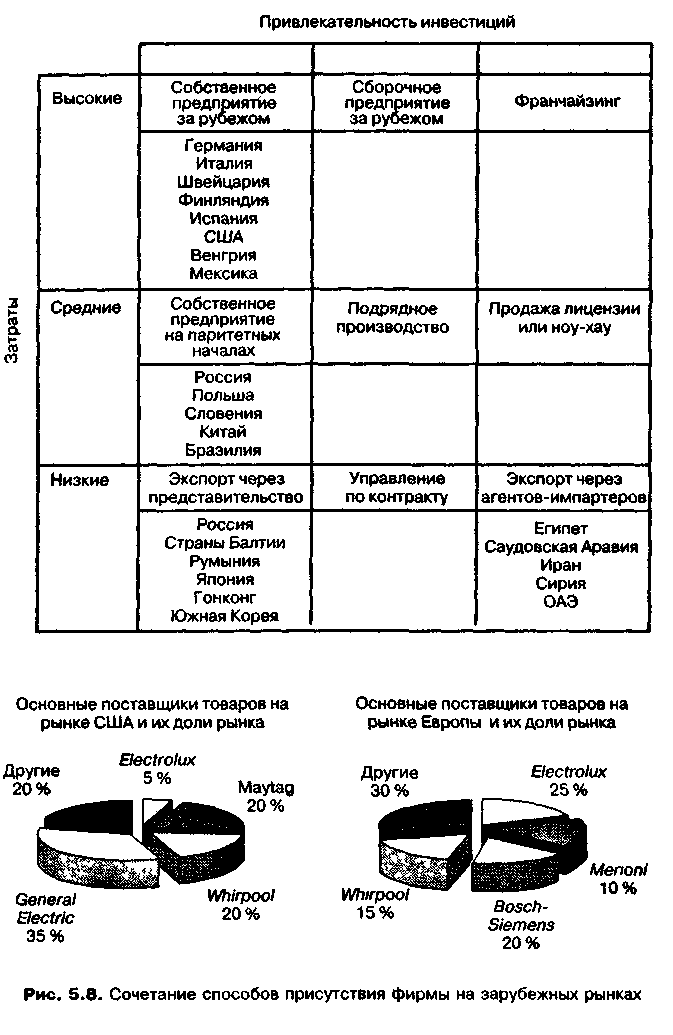 Привлекательность инвестиций
Затраты
Высокие
Собственное
предприятие
за рубежом
Сборочное
предприятие
за рубежом
Франчайзинг
Германия
Италия
Швейцария
Финляндия
Испания
США
Венгрия
Мексика
Средние
Собственное
предприятие
на паритетных
началах
Подрядное
производство
Продажа лицензии
или ноу-хау
Россия
Польша
Словения
Китай
Бразилия
Низкие
Экспорт через
представительство
Управление
по контракту
Экспорт через
агентов-импартеров
Россия
Страны Балтии
Румыния
Япония
Гонконг
Южная Корея
Египет
Саудовская Аравия
Иран
Сирия
ОАЭ
Основные поставщики товаров на
рынке США и их доли рынка
Другие
20 %
Electrolux
5 %
Maytag
20 %
General
Electric
35 %
Whirpool
20 %
Основные поставщики товаров на
рынке Европы и их доли рынка
Другие
30 %
Electrolux
25 %
Menoni
10 %
Whirpool
15 %
Bosch-
Siemens
20 %
Рис. 5.8. Сочетание способов присутствия фирмы на зарубежных рынках